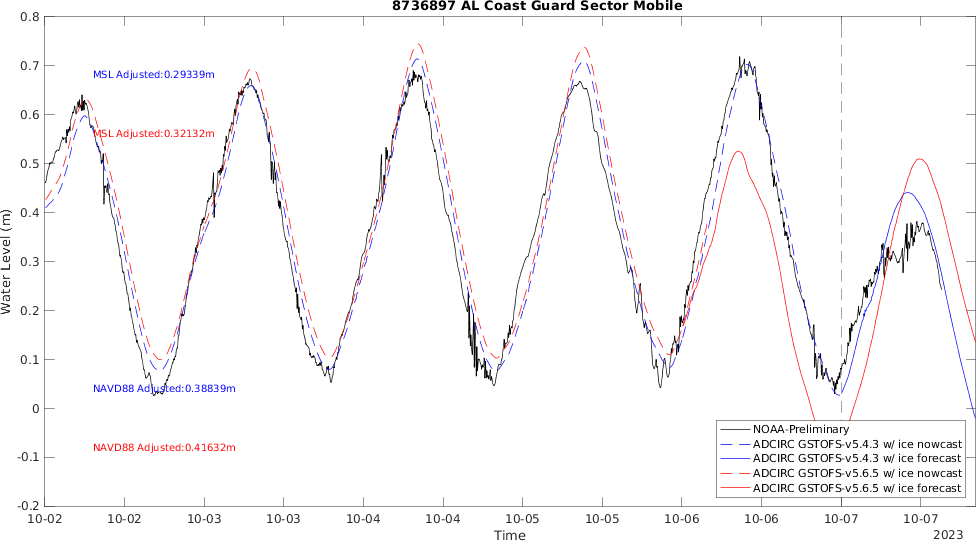 8736897 AL Coast Guard Sector Mobile
0.8
0.7
0.6
0.5
0.4
0.3
0.2
0.1
0
-0.1
-0.2
Water Level (m)
MSL Adjusted:0.29339m
MSL Adjusted:0.32132m
NAVD88 Adjusted:0.38839m
NAVD88 Adjusted:0.41632m
NOAA-Preliminary
ADCIRC GSTOFS-v5.4.3 w/ ice nowcast
ADCIRC GSTOFS-v5.4.3 w/ ice forecast
ADCIRC GSTOFS-v5.6.5 w/ ice nowcast
ADCIRC GSTOFS-v5.6.5 w/ ice forecast
10-02 10-02 10-03 10-03 10-04 10-04 10-05 10-05 10-06 10-06 10-07 10-07
Time
2023